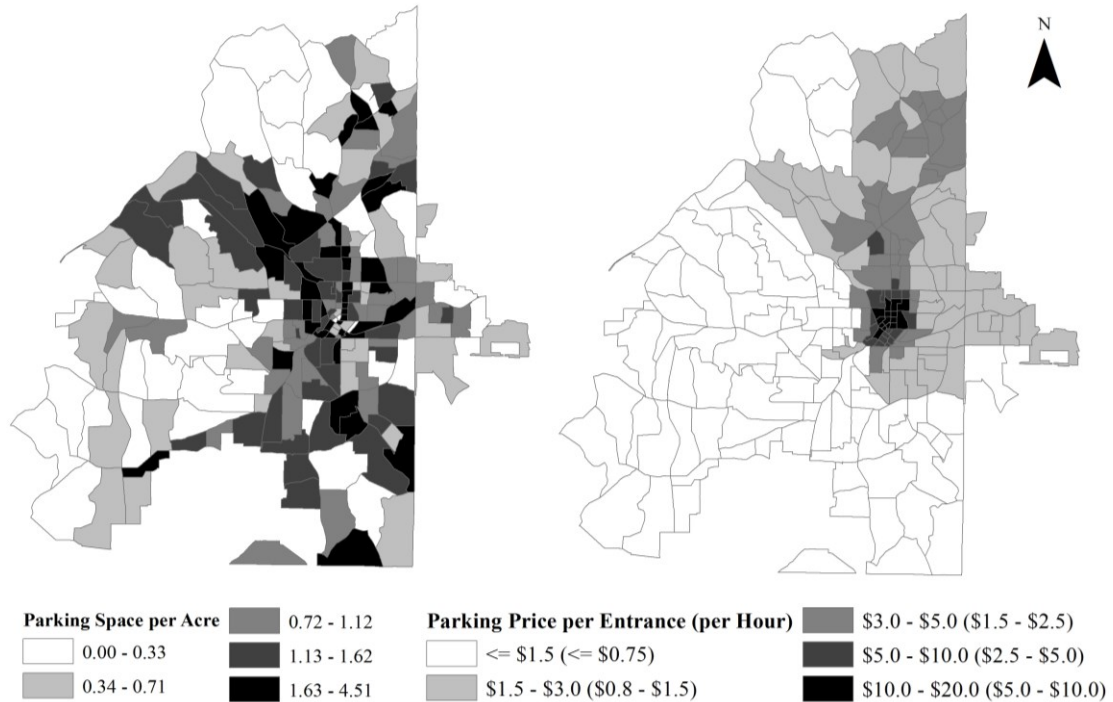 N
Parking Space per Acre
0.00 - 0.33
0.34 - 0.71
0.72 - 1.12
1.13 - 1.62
1.63 - 4.51
Parking Price per Entrance (per Hour)
<= $1.5 (<= $0.75)
$1.5 - $3.0 ($0.8 - $1.5)
$3.0 - $5.0 ($1.5 - $2.5)
$5.0 - $10.0 ($2.5 - $5.0)
$10.0 - $20.0 ($5.0 - $10.0)